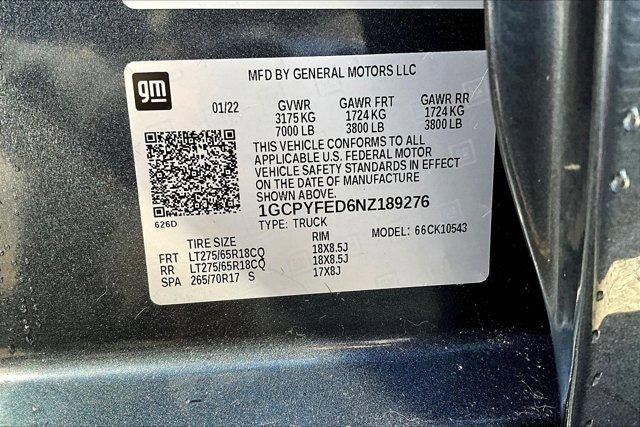 MFD BY GENERAL MOTORS LLC
gm
01/22 GVWR GAWR FRT GAWR RR
3175 KG 1724 KG 1724 KG
7000 LB 3800 LB 3800 LB
THIS VEHICLE CONFORMS TO ALL
APPLICABLE U.S. FEDERAL MOTOR
VEHICLE SAFETY STANDARDS IN EFFECT
ON THE DATE OF MANUFACTURE
SHOWN ABOVE.
626D 1GCPYFED6NZ189276
TYPE: TRUCK MODEL: 66CK10543
TIRE SIZE RIM
FRT LT275/65R18CQ 18X8.5J
RR LT275/65R18CQ 18X8.5J
SPA 265/70R17 S 17X8J